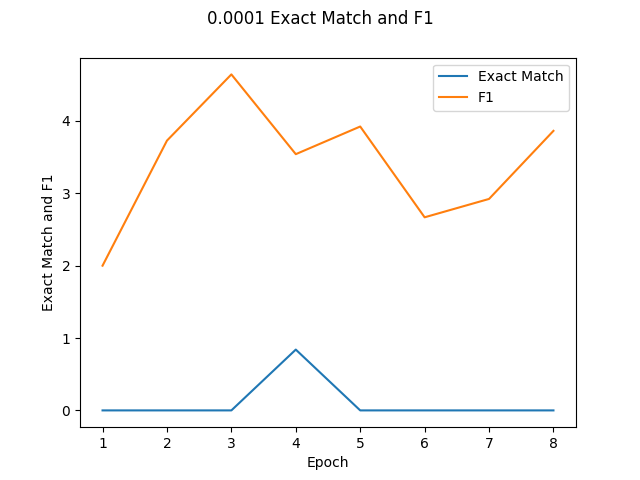 0.0001 Exact Match and F1
Exact Match
F1
4
3
2
1
0
Exact Match and F1
1 2 3 4 5 6 7 8
Epoch